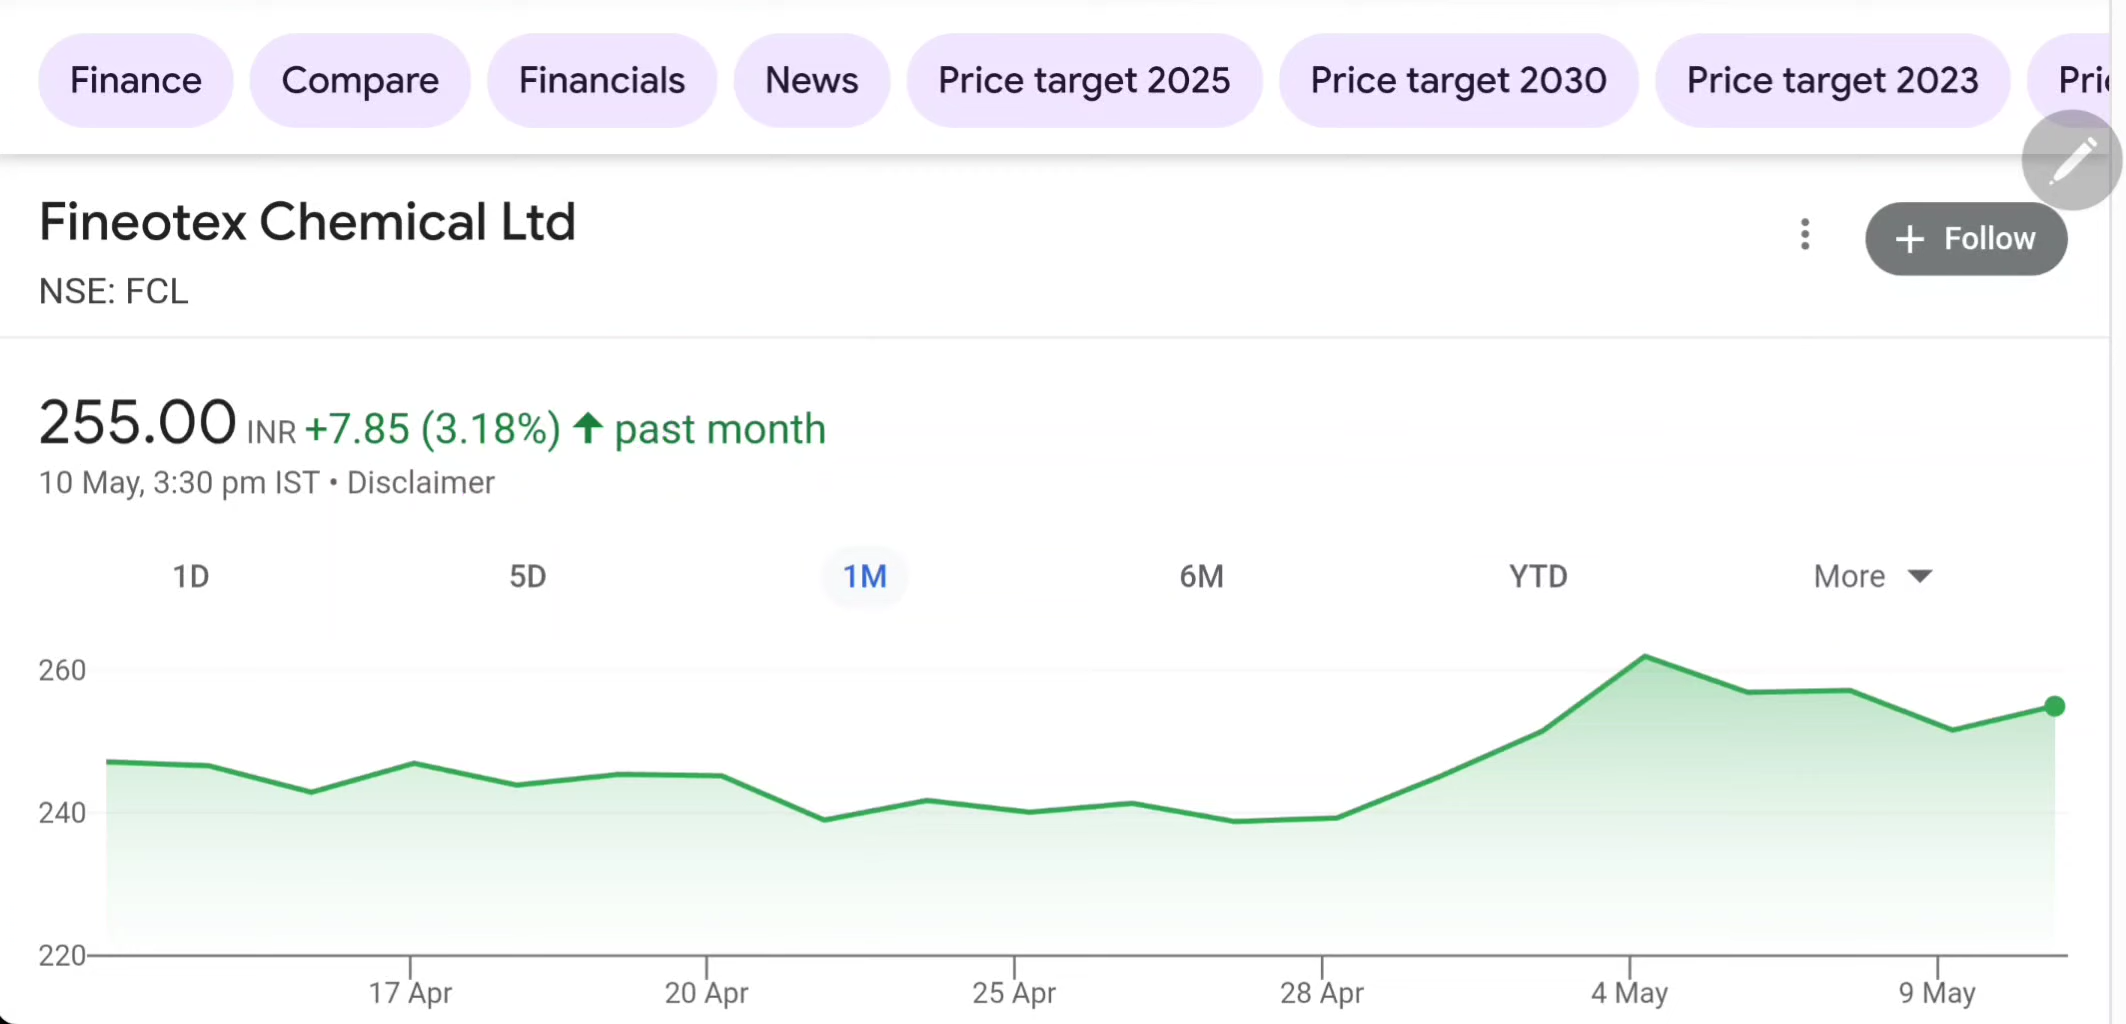 Finance Compare Financials News Price target 2025 Price target 2030 Price target 2023 Pri
Fineotex Chemical Ltd
+ Follow
NSE: FCL
255.00 INR +7.85 (3.18%) ↑ past month
10 May, 3:30 pm IST • Disclaimer
1D 5D 1M 6M YTD More
260
240
220
17 Apr 20 Apr 25 Apr 28 Apr 4 May 9 May